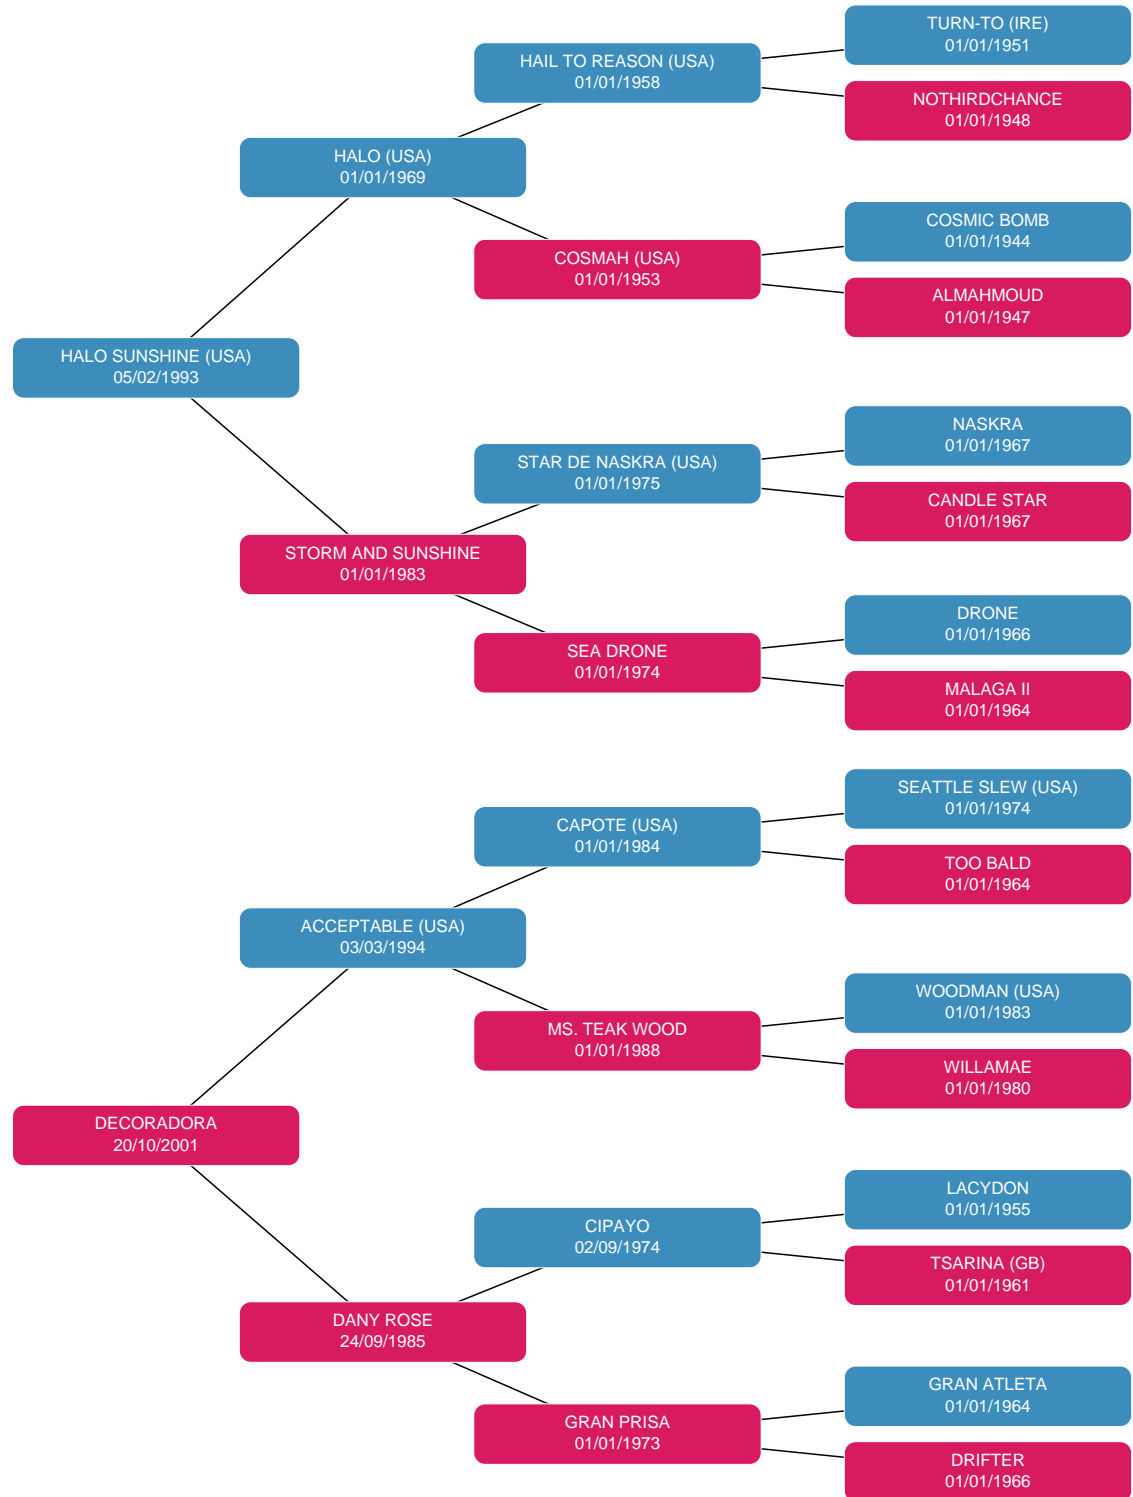 TURN-TO (IRE)
01/01/1951
HAIL TO REASON (USA)
01/01/1958
NOTHIRDCHANCE
01/01/1948
HALO (USA)
01/01/1969
COSMIC BOMB
01/01/1944
COSMAH (USA)
01/01/1953
ALMAHMOUD
01/01/1947
HALO SUNSHINE (USA)
05/02/1993
NASKRA
01/01/1967
STAR DE NASKRA (USA)
01/01/1975
CANDLE STAR
01/01/1967
STORM AND SUNSHINE
01/01/1983
DRONE
01/01/1966
SEA DRONE
01/01/1974
MALAGA II
01/01/1964
SEATTLE SLEW (USA)
01/01/1974
CAPOTE (USA)
01/01/1984
TOO BALD
01/01/1964
ACCEPTABLE (USA)
03/03/1994
WOODMAN (USA)
01/01/1983
MS. TEAK WOOD
01/01/1988
WILLAMAE
01/01/1980
DECORADORA
20/10/2001
LACYDON
01/01/1955
CIPAYO
02/09/1974
TSARINA (GB)
01/01/1961
DANY ROSE
24/09/1985
GRAN ATLETA
01/01/1964
GRAN PRISA
01/01/1973
DRIFTER
01/01/1966